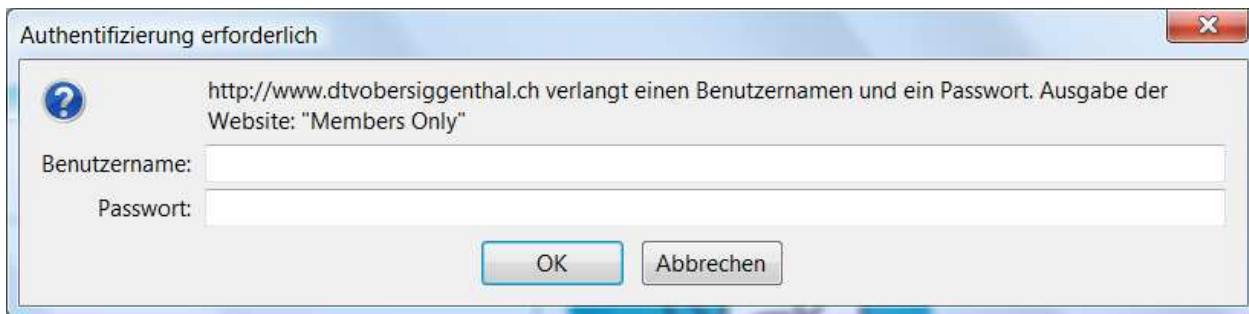 Authentifizierung erforderlich
http://www.dtvobersiggenthal.ch verlangt einen Benutzernamen und ein Passwort. Ausgabe der
Website: "Members Only"
Benutzername:
Passwort:
OK
Abbrechen